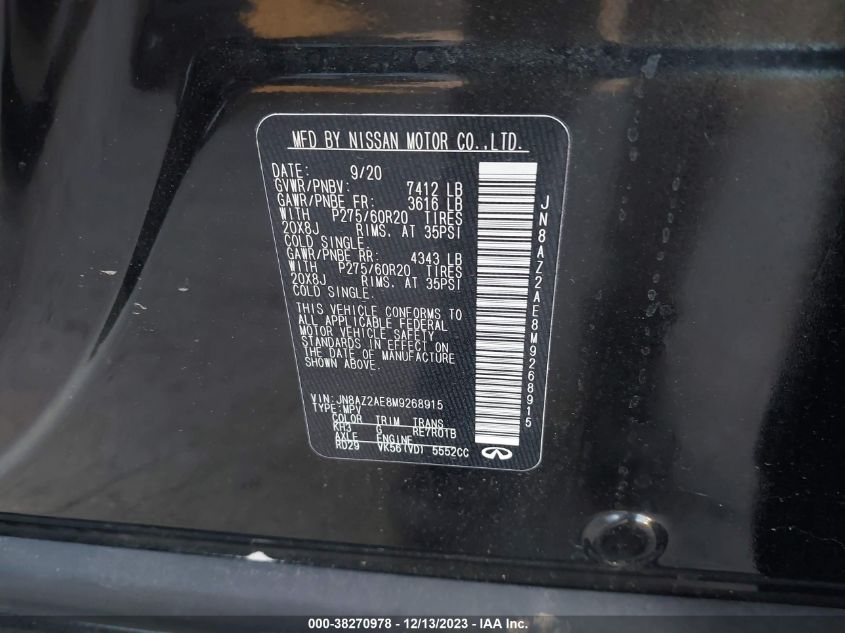 MFD BY NISSAN MOTOR CO.,LTD.
DATE: 9/20
GVWR/PNBV: 7412 LB
GAWR/PNBE FR: 3616 LB
WITH P275/60R20 TIRES
20X8J RIMS. AT 35PSI
COLD SINGLE.
GAWR/PNBE RR: 4343 LB
WITH P275/60R20 TIRES
20X8J RIMS. AT 35PSI
COLD SINGLE.
THIS VEHICLE CONFORMS TO
ALL APPLICABLE FEDERAL
MOTOR VEHICLE SAFETY
STANDARDS IN EFFECT ON
THE DATE OF MANUFACTURE
SHOWN ABOVE.
VIN:JN8AZ2AE8M9268915
TYPE:MPV
COLOR TRIM TRANS
KH3 G RE7R01B
AXLE ENGINE
RD29 VK56(VD) 5552CC
JN8AZ2AE8M9268915
000-38270978 - 12/13/2023 - IAA Inc.